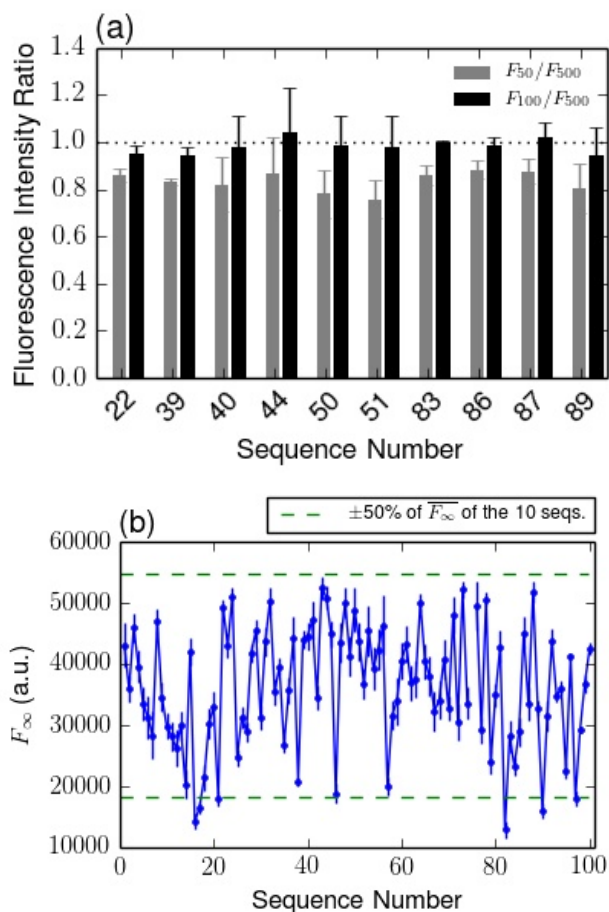 (a)
Fluorescence Intensity Ratio
1.4
1.2
1.0
0.8
0.6
0.4
0.2
0.0
F50/F500
F100/F500
22 39 40 44 50 51 83 86 87 89
Sequence Number
(b)
±50% of F∞ of the 10 seqs.
F∞ (a.u.)
60000
50000
40000
30000
20000
10000
0 20 40 60 80 100
Sequence Number